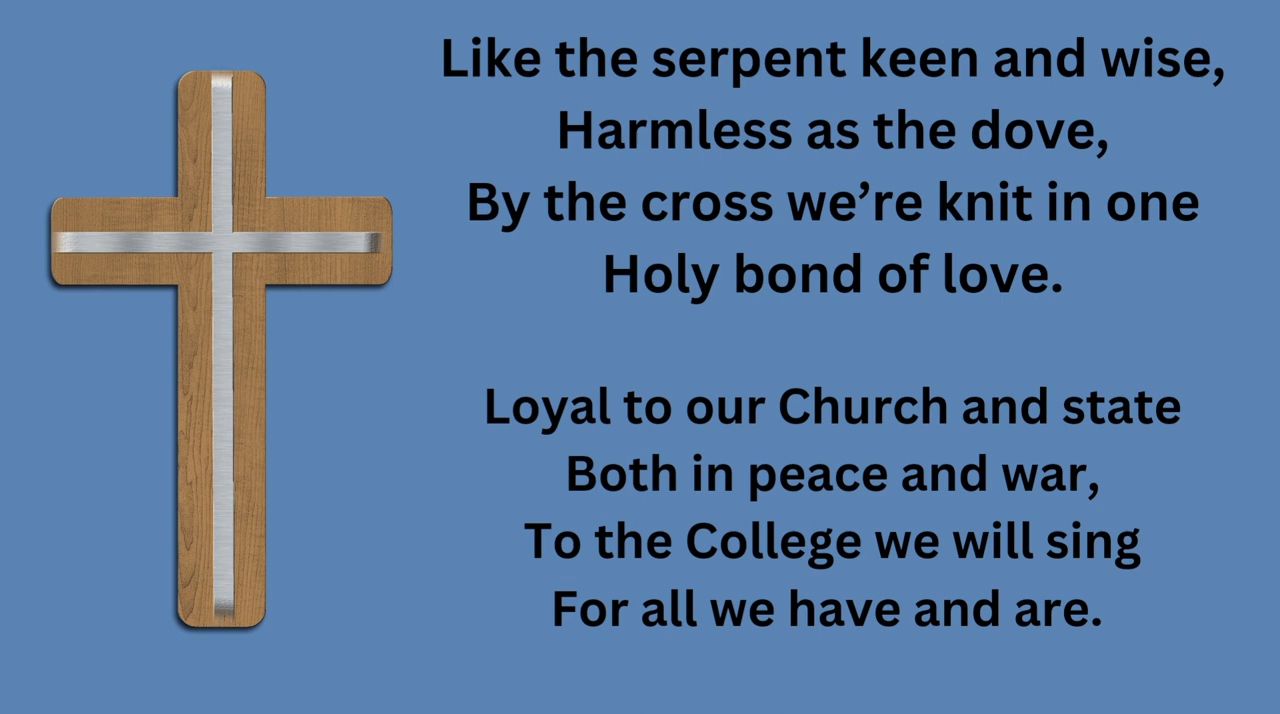 Like the serpent keen and wise,
Harmless as the dove,
By the cross we’re knit in one
Holy bond of love.
Loyal to our Church and state
Both in peace and war,
To the College we will sing
For all we have and are.